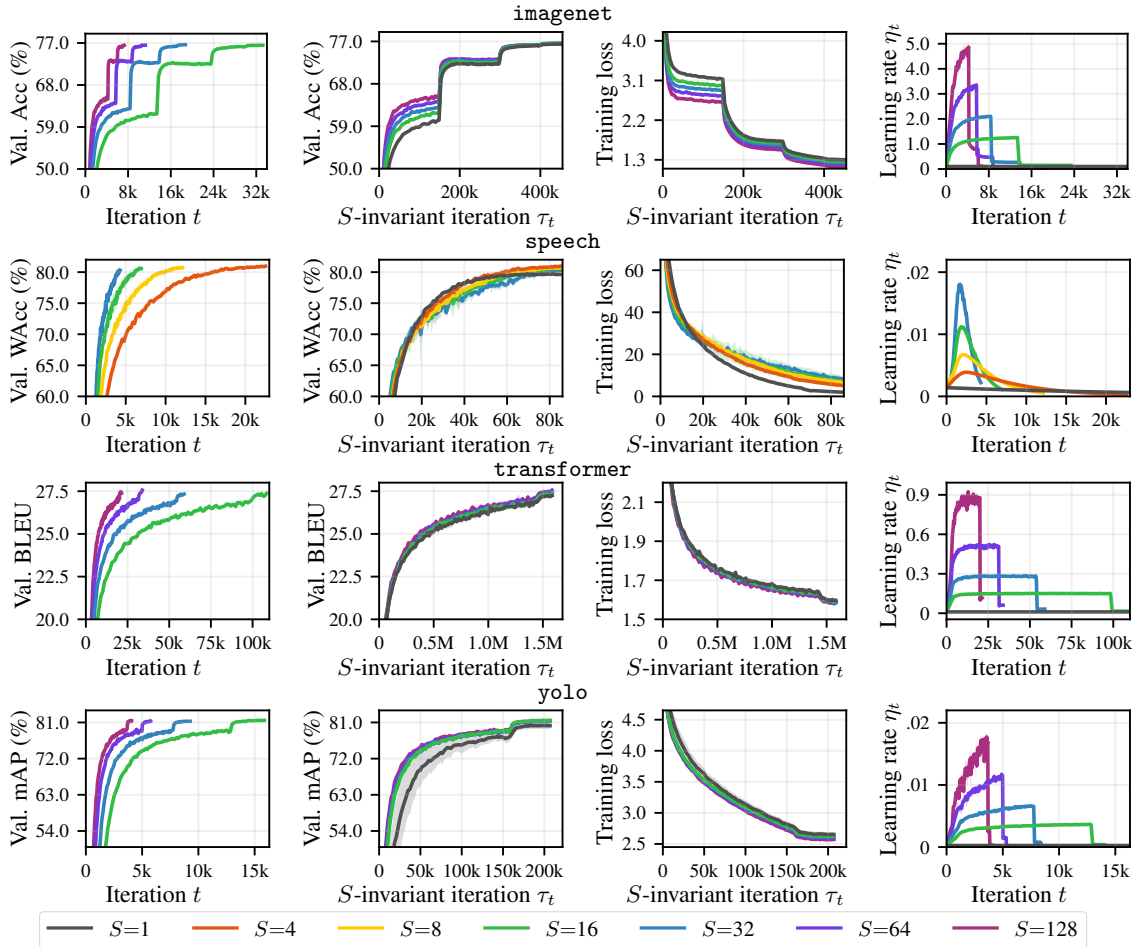 imagenet
Val. Acc (%)
77.0
68.0
59.0
50.0
0 8k 16k 24k 32k
Iteration t
Val. Acc (%)
77.0
68.0
59.0
50.0
200k 400k
S-invariant iteration τt
Training loss
4.0
3.1
2.2
1.3
200k 400k
S-invariant iteration τt
Learning rate ηt
5.0
4.0
3.0
2.0
1.0
0
0 8k 16k 24k 32k
Iteration t
speech
Val. WAcc (%)
80.0
75.0
70.0
65.0
60.0
0 5k 10k 15k 20k
Iteration t
Val. WAcc (%)
80.0
75.0
70.0
65.0
60.0
20k 40k 60k 80k
S-invariant iteration τt
Training loss
60
40
20
0
20k 40k 60k 80k
S-invariant iteration τt
Learning rate ηt
.02
.01
0
0 5k 10k 15k 20k
Iteration t
transformer
Val. BLEU
27.5
25.0
22.5
20.0
0 25k 50k 75k 100k
Iteration t
Val. BLEU
27.5
25.0
22.5
20.0
0.5M 1.0M 1.5M
S-invariant iteration τt
Training loss
2.1
1.9
1.7
1.5
0.5M 1.0M 1.5M
S-invariant iteration τt
Learning rate ηt
0.9
0.6
0.3
0
0 25k 50k 75k 100k
Iteration t
yolo
Val. mAP (%)
81.0
72.0
63.0
54.0
0 5k 10k 15k
Iteration t
Val. mAP (%)
81.0
72.0
63.0
54.0
50k 100k 150k 200k
S-invariant iteration τt
Training loss
4.5
4.0
3.5
3.0
2.5
0 50k 100k 150k 200k
S-invariant iteration τt
Learning rate ηt
.02
.01
0
0 5k 10k 15k
Iteration t
S=1 S=4 S=8 S=16 S=32 S=64 S=128